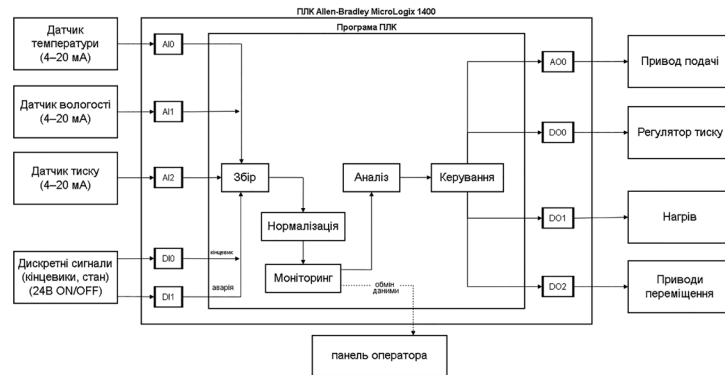 ПЛК Allen-Bradley MicroLogix 1400
Програма ПЛК
Датчик
температури
(4–20 мА)
AI0
Датчик вологості
(4–20 мА)
AI1
Датчик тиску
(4–20 мА)
AI2
Дискретні сигнали
(кінцевики, стан)
(24В ON/OFF)
DI0
кінцевик
DI1
аварія
Збір
Нормалізація
Моніторинг
Аналіз
Керування
обмін
даними
AO0
Привод подачі
DO0
Регулятор тиску
DO1
Нагрів
DO2
Приводи
переміщення
панель оператора